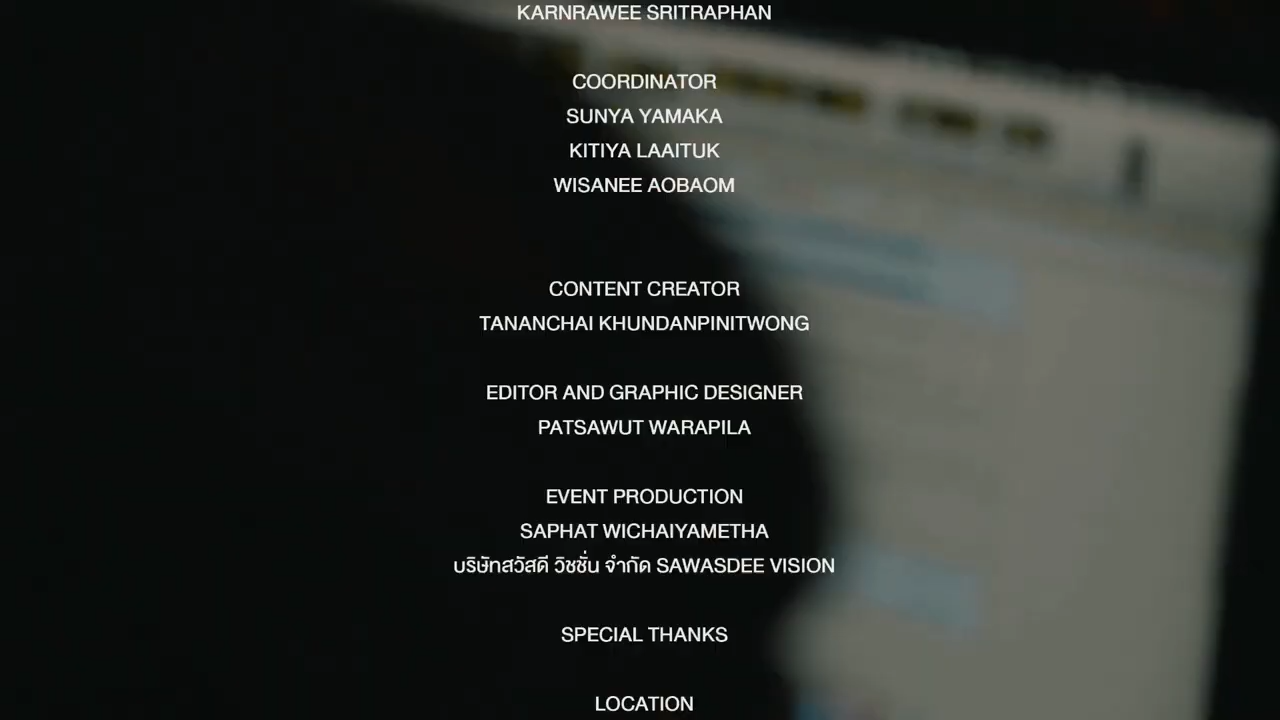 KARNRAWEE SRITRAPHAN
COORDINATOR
SUNYA YAMAKA
KITIYA LAAITUK
WISANEE AOBAOM
CONTENT CREATOR
TANANCHAI KHUNDANPINITWONG
EDITOR AND GRAPHIC DESIGNER
PATSAWUT WARAPILA
EVENT PRODUCTION
SAPHAT WICHAIYAMETHA
บริษัทสวัสดี วิชชั่น จำกัด SAWASDEE VISION
SPECIAL THANKS
LOCATION